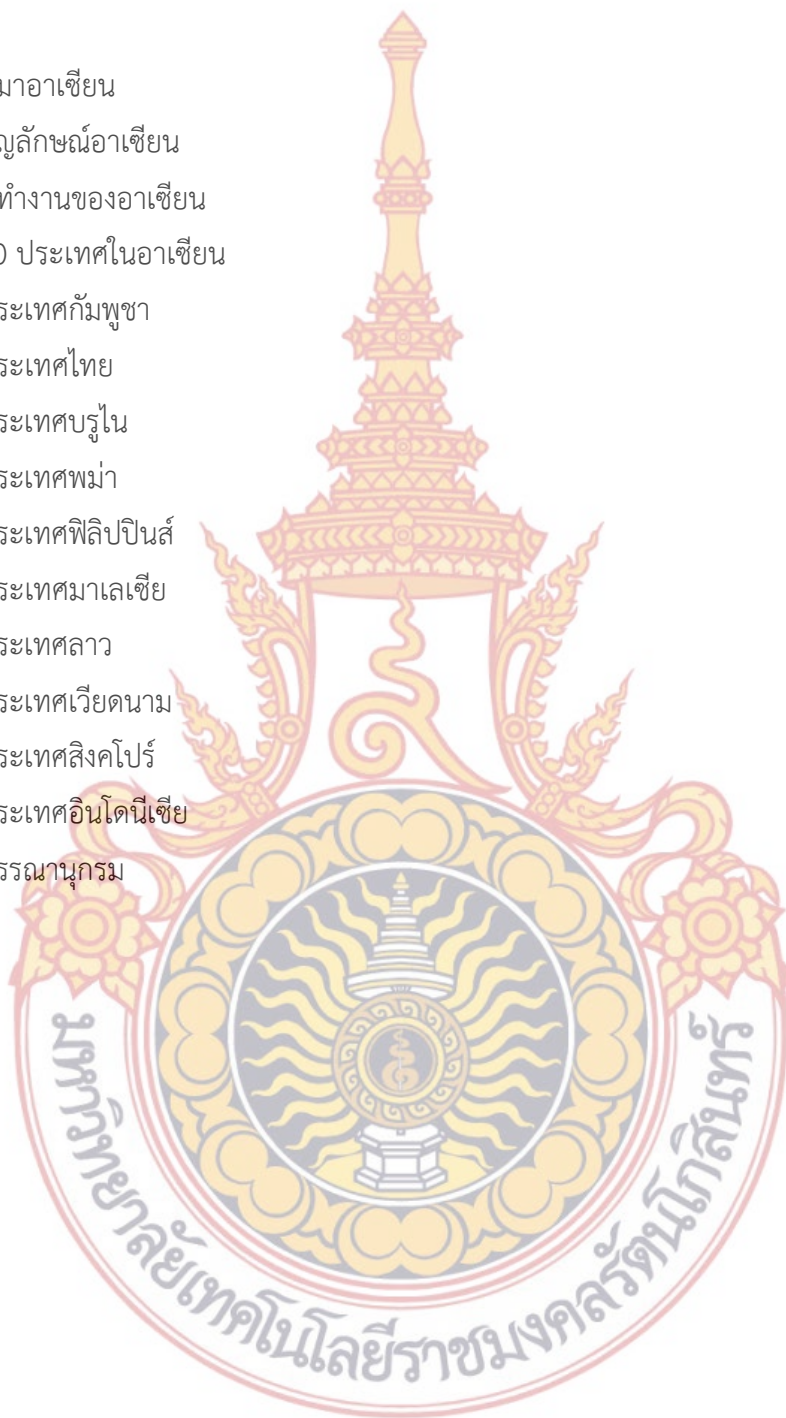 มาอาเซียน
ญลักษณ์อาเซียน
ทำงานของอาเซียน
0 ประเทศในอาเซียน
ระเทศกัมพูชา
ระเทศไทย
ระเทศบรูไน
ระเทศพม่า
ระเทศฟิลิปปินส์
ระเทศมาเลเซีย
ระเทศลาว
ระเทศเวียดนาม
ระเทศสิงคโปร์
ระเทศอินโดนีเซีย
รรณานุกรม
มหาวิทยาลัยเทคโนโลยีราชมงคลรัตนโกสินทร์